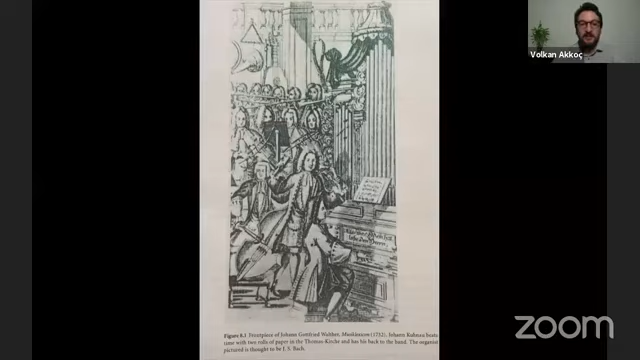 Volkan Akkoç
Figure 8.1 Frontpiece of Johann Gottfried Walther, (1732). Johann Kuhnau beats
time with two rolls of paper in the Thomas-Kirche and has his back to the band. The organist
pictured is thought to be J. S. Bach.
zoom